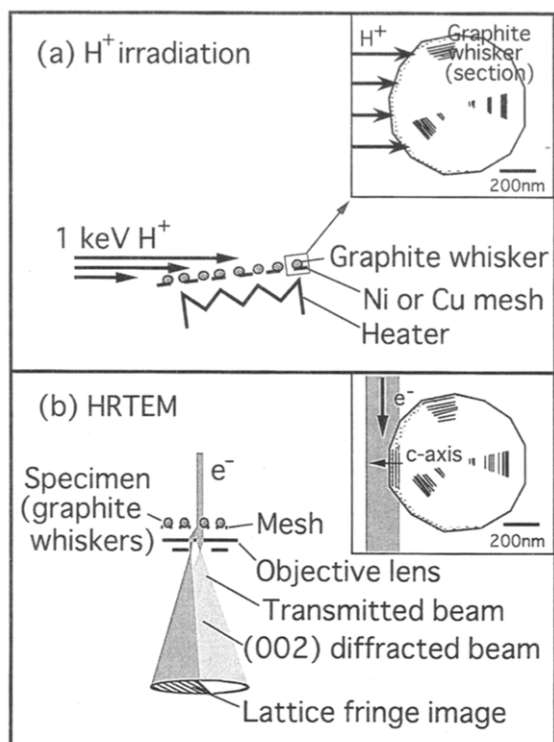 (a) H⁺ irradiation
H⁺
Graphite
whisker
(section)
200nm
1 keV H⁺
Graphite whisker
Ni or Cu mesh
Heater
(b) HRTEM
e⁻
c-axis
200nm
e⁻
Specimen
(graphite
whiskers)
Mesh
Objective lens
Transmitted beam
(002) diffracted beam
Lattice fringe image